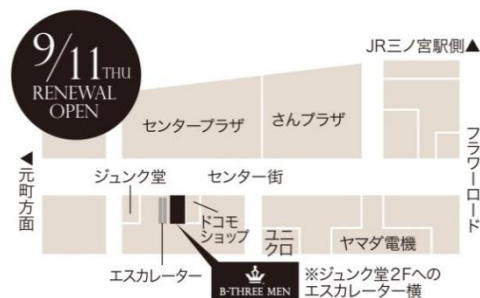 9/11 THU
RENEWAL
OPEN
JR三ノ宮駅側▲
センタープラザ
さんプラザ
フラワーロード
◀元町方面
ジュンク堂
センター街
ドコモ
ショップ
ユニ
クロ
ヤマダ電機
エスカレーター
B-THREE MEN
※ジュンク堂2Fへの
エスカレーター横